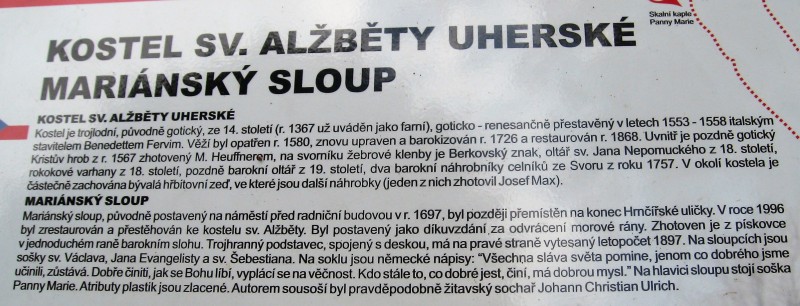 Skalní kaple
Panny Marie
KOSTEL SV. ALŽBĚTY UHERSKÉ
MARIÁNSKÝ SLOUP
KOSTEL SV. ALŽBĚTY UHERSKÉ
Kostel je trojlodní, původně gotický, ze 14. století (r. 1367 už uváděn jako farní), goticko - renesančně přestavěný v letech 1553 - 1558 italským
stavitelem Benedettem Fervim. Věží byl opatřen r. 1580, znovu upraven a barokizován r. 1726 a restaurován r. 1868. Uvnitř je pozdně gotický
Kristův hrob z r. 1567 zhotovený M. Heuffnerem, na svorníku žebrové klenby je Berkovský znak, oltář sv. Jana Nepomuckého z 18. století,
rokokové varhany z 18. století, pozdně barokní oltář z 19. století, dva barokní náhrobníky celníků ze Svoru z roku 1757. V okolí kostela je
částečně zachována bývalá hřbitovní zeď, ve které jsou další náhrobky (jeden z nich zhotovil Josef Max).
MARIÁNSKÝ SLOUP
Mariánský sloup, původně postavený na náměstí před radniční budovou v r. 1697, byl později přemístěn na konec Hrnčířské uličky. V roce 1996
byl zrestaurován a přestěhován ke kostelu sv. Alžběty. Byl postavený jako díkuvzdání za odvrácení morové rány. Zhotoven je z pískovce
v jednoduchém raně barokním slohu. Trojhranný podstavec, spojený s deskou, má na pravé straně vytesaný letopočet 1897. Na sloupcích jsou
sošky sv. Václava, Jana Evangelisty a sv. Šebestiana. Na soklu jsou německé nápisy: “Všechna sláva světa pomine, jenom co dobrého jsme
učinili, zůstává. Dobře činiti, jak se Bohu líbí, vyplácí se na věčnost. Kdo stále to, co dobré jest, činí, má dobrou mysl.” Na hlavici sloupu stojí soška
Panny Marie. Atributy plastik jsou zlacené. Autorem sousoší byl pravděpodobně žitavský sochař Johann Christian Ulrich.